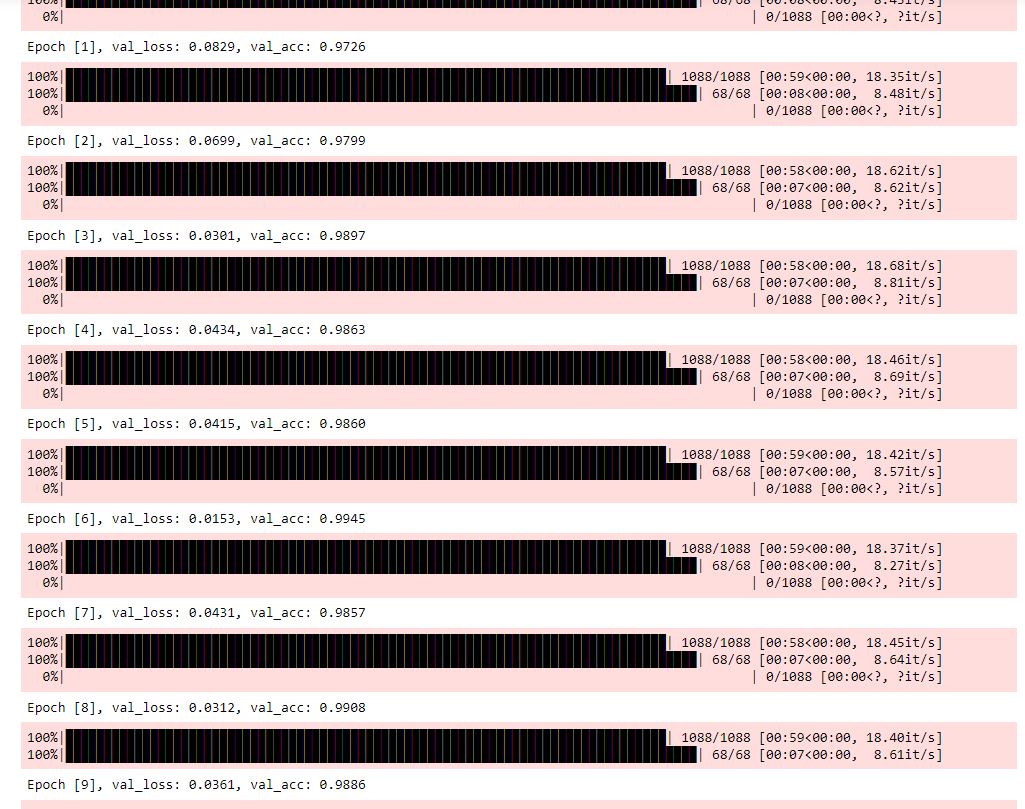 100%| | 68/68 [00:08<00:00, 8.43it/s]
0%| | 0/1088 [00:00<?, ?it/s]
Epoch [1], val_loss: 0.0829, val_acc: 0.9726
100%| | 1088/1088 [00:59<00:00, 18.35it/s]
100%| | 68/68 [00:08<00:00, 8.48it/s]
0%| | 0/1088 [00:00<?, ?it/s]
Epoch [2], val_loss: 0.0699, val_acc: 0.9799
100%| | 1088/1088 [00:58<00:00, 18.62it/s]
100%| | 68/68 [00:07<00:00, 8.62it/s]
0%| | 0/1088 [00:00<?, ?it/s]
Epoch [3], val_loss: 0.0301, val_acc: 0.9897
100%| | 1088/1088 [00:58<00:00, 18.68it/s]
100%| | 68/68 [00:07<00:00, 8.81it/s]
0%| | 0/1088 [00:00<?, ?it/s]
Epoch [4], val_loss: 0.0434, val_acc: 0.9863
100%| | 1088/1088 [00:58<00:00, 18.46it/s]
100%| | 68/68 [00:07<00:00, 8.69it/s]
0%| | 0/1088 [00:00<?, ?it/s]
Epoch [5], val_loss: 0.0415, val_acc: 0.9860
100%| | 1088/1088 [00:59<00:00, 18.42it/s]
100%| | 68/68 [00:07<00:00, 8.57it/s]
0%| | 0/1088 [00:00<?, ?it/s]
Epoch [6], val_loss: 0.0153, val_acc: 0.9945
100%| | 1088/1088 [00:59<00:00, 18.37it/s]
100%| | 68/68 [00:08<00:00, 8.27it/s]
0%| | 0/1088 [00:00<?, ?it/s]
Epoch [7], val_loss: 0.0431, val_acc: 0.9857
100%| | 1088/1088 [00:58<00:00, 18.45it/s]
100%| | 68/68 [00:07<00:00, 8.64it/s]
0%| | 0/1088 [00:00<?, ?it/s]
Epoch [8], val_loss: 0.0312, val_acc: 0.9908
100%| | 1088/1088 [00:59<00:00, 18.40it/s]
100%| | 68/68 [00:07<00:00, 8.61it/s]
Epoch [9], val_loss: 0.0361, val_acc: 0.9886